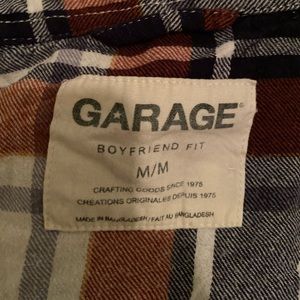 GARAGE®
BOYFRIEND FIT
M/M
CRAFTING GOODS SINCE 1975
CREATIONS ORIGINALES DEPUIS 1975
MADE IN BANGLADESH / FAIT AU BANGLADESH